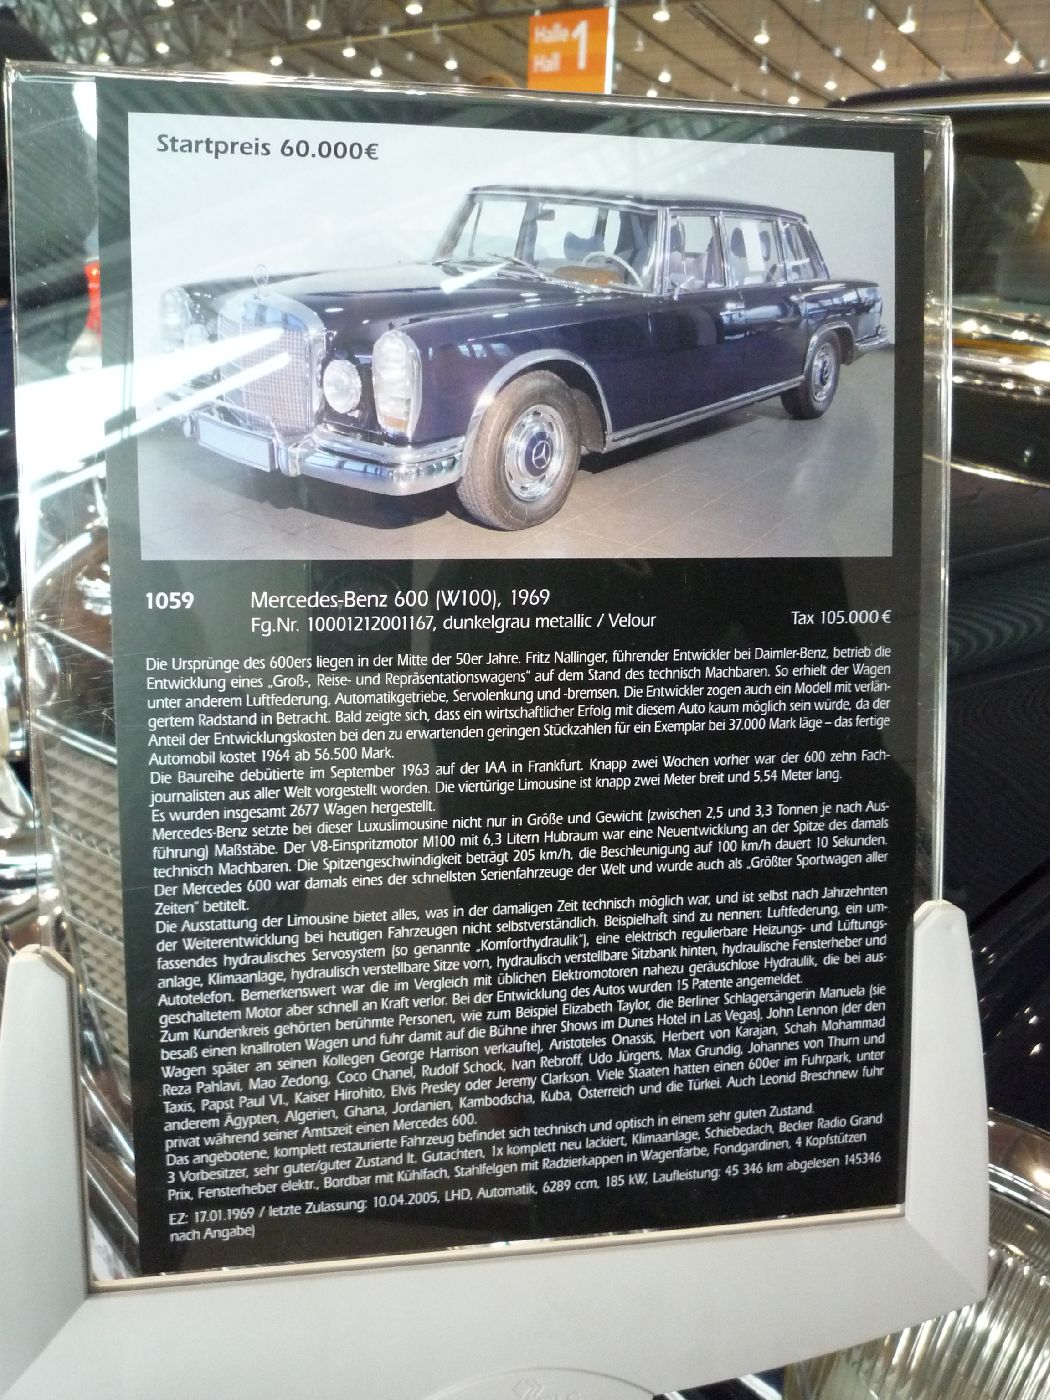 Halle
Hall
1
Startpreis 60.000€
1059 Mercedes-Benz 600 (W100), 1969
Fg.Nr. 10001212001167, dunkelgrau metallic / Velour Tax 105.000 €
Die Ursprünge des 600ers liegen in der Mitte der 50er Jahre. Fritz Nallinger, führender Entwickler bei Daimler-Benz, betrieb die
Entwicklung eines „Groß-, Reise- und Repräsentationswagens" auf dem Stand des technisch Machbaren. So erhielt der Wagen
unter anderem Luftfederung, Automatikgetriebe, Servolenkung und -bremsen. Die Entwickler zogen auch ein Modell mit verlän-
gertem Radstand in Betracht. Bald zeigte sich, dass ein wirtschaftlicher Erfolg mit diesem Auto kaum möglich sein würde, da der
Anteil der Entwicklungskosten bei den zu erwartenden geringen Stückzahlen für ein Exemplar bei 37.000 Mark läge – das fertige
Automobil kostet 1964 ab 56.500 Mark.
Die Baureihe debütierte im September 1963 auf der IAA in Frankfurt. Knapp zwei Wochen vorher war der 600 zehn Fach-
journalisten aus aller Welt vorgestellt worden. Die viertürige Limousine ist knapp zwei Meter breit und 5,54 Meter lang.
Es wurden insgesamt 2677 Wagen hergestellt.
Mercedes-Benz setzte bei dieser Luxuslimousine nicht nur in Größe und Gewicht (zwischen 2,5 und 3,3 Tonnen je nach Aus-
führung) Maßstäbe. Der V8-Einspritzmotor M100 mit 6,3 Litern Hubraum war eine Neuentwicklung an der Spitze des damals
technisch Machbaren. Die Spitzengeschwindigkeit beträgt 205 km/h, die Beschleunigung auf 100 km/h dauert 10 Sekunden.
Der Mercedes 600 war damals eines der schnellsten Serienfahrzeuge der Welt und wurde auch als „Größter Sportwagen aller
Zeiten" betitelt.
Die Ausstattung der Limousine bietet alles, was in der damaligen Zeit technisch möglich war, und ist selbst nach Jahrzehnten
der Weiterentwicklung bei heutigen Fahrzeugen nicht selbstverständlich. Beispielhaft sind zu nennen: Luftfederung, ein um-
fassendes hydraulisches Servosystem (so genannte „Komforthydraulik"), eine elektrisch regulierbare Heizungs- und Lüftungs-
anlage, Klimaanlage, hydraulisch verstellbare Sitze vorn, hydraulisch verstellbare Sitzbank hinten, hydraulische Fensterheber und
Autotelefon. Bemerkenswert war die im Vergleich mit üblichen Elektromotoren nahezu geräuschlose Hydraulik, die bei aus-
geschaltetem Motor aber schnell an Kraft verlor. Bei der Entwicklung des Autos wurden 15 Patente angemeldet.
Zum Kundenkreis gehörten berühmte Personen, wie zum Beispiel Elizabeth Taylor, die Berliner Schlagersängerin Manuela (sie
besaß einen knallroten Wagen und fuhr damit auf die Bühne ihrer Shows im Dunes Hotel in Las Vegas), John Lennon (der den
Wagen später an seinen Kollegen George Harrison verkaufte), Aristoteles Onassis, Herbert von Karajan, Schah Mohammad
Reza Pahlavi, Mao Zedong, Coco Chanel, Rudolf Schock, Ivan Rebroff, Udo Jürgens, Max Grundig, Johannes von Thurn und
Taxis, Papst Paul VI., Kaiser Hirohito, Elvis Presley oder Jeremy Clarkson. Viele Staaten hatten einen 600er im Fuhrpark, unter
anderem Ägypten, Algerien, Ghana, Jordanien, Kambodscha, Kuba, Österreich und die Türkei. Auch Leonid Breschnew fuhr
privat während seiner Amtszeit einen Mercedes 600.
Das angebotene, komplett restaurierte Fahrzeug befindet sich technisch und optisch in einem sehr guten Zustand.
3 Vorbesitzer, sehr guter/guter Zustand lt. Gutachten, 1x komplett neu lackiert, Klimaanlage, Schiebedach, Becker Radio Grand
Prix, Fensterheber elektr., Bordbar mit Kühlfach, Stahlfelgen mit Radzierkappen in Wagenfarbe, Fondgardinen, 4 Kopfstützen
EZ: 17.01.1969 / letzte Zulassung: 10.04.2005, LHD, Automatik, 6289 ccm, 185 kW, Laufleistung: 45 346 km abgelesen 145346
nach Angabe)